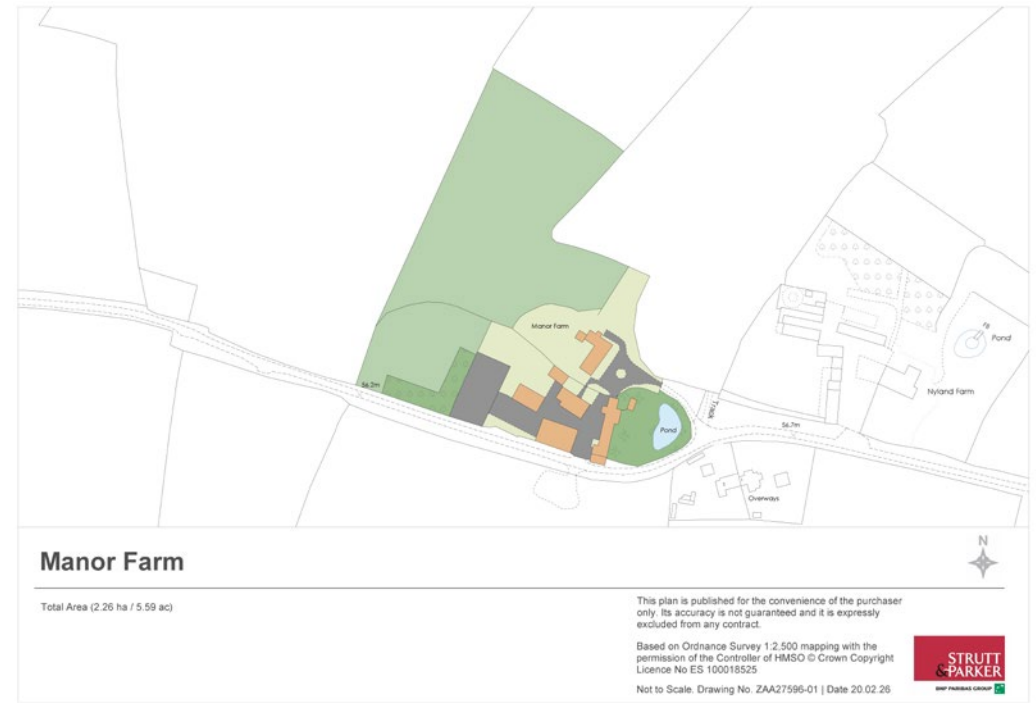 Manor Farm
56.2m
Pond
Track
56.7m
FB
Pond
Nyland Farm
Overways
Manor Farm
N
Total Area (2.26 ha / 5.59 ac)
This plan is published for the convenience of the purchaser
only. Its accuracy is not guaranteed and it is expressly
excluded from any contract.
Based on Ordnance Survey 1:2,500 mapping with the
permission of the Controller of HMSO © Crown Copyright
Licence No ES 100018525
Not to Scale. Drawing No. ZAA27596-01 | Date 20.02.26
STRUTT
&PARKER
BNP PARIBAS GROUP